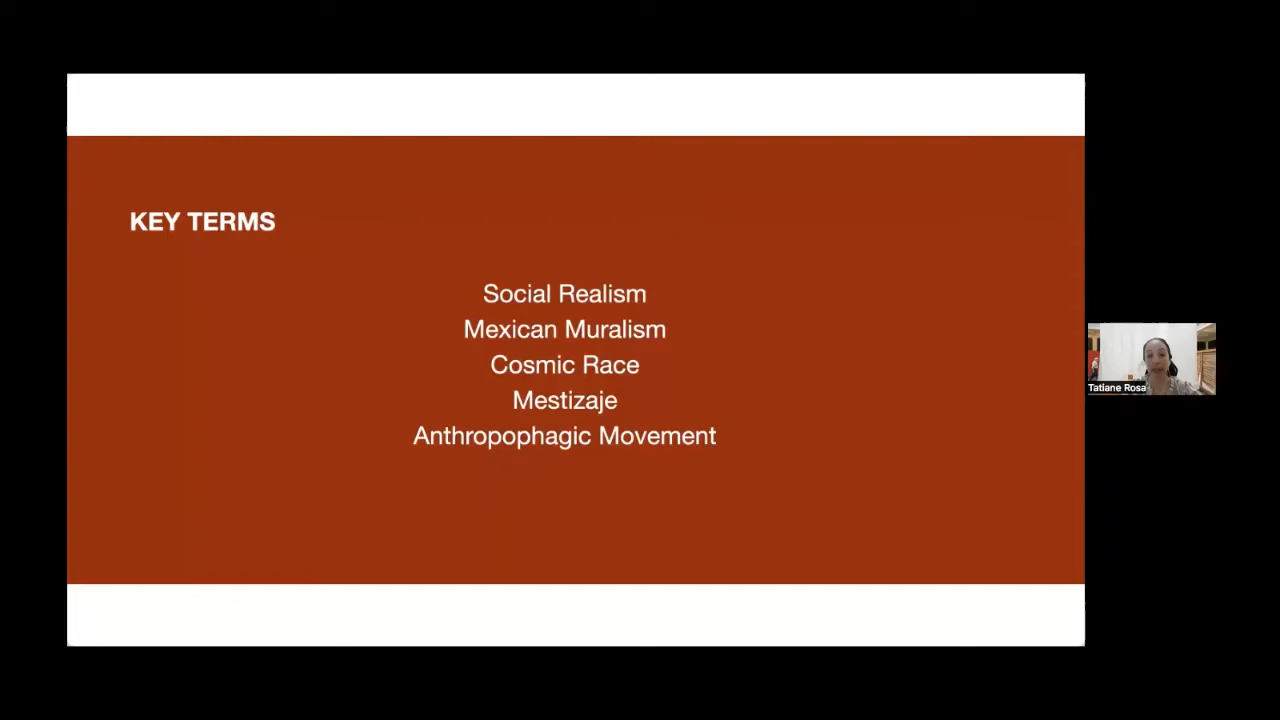 KEY TERMS
Social Realism
Mexican Muralism
Cosmic Race
Mestizaje
Anthropophagic Movement
Tatiane Rosa